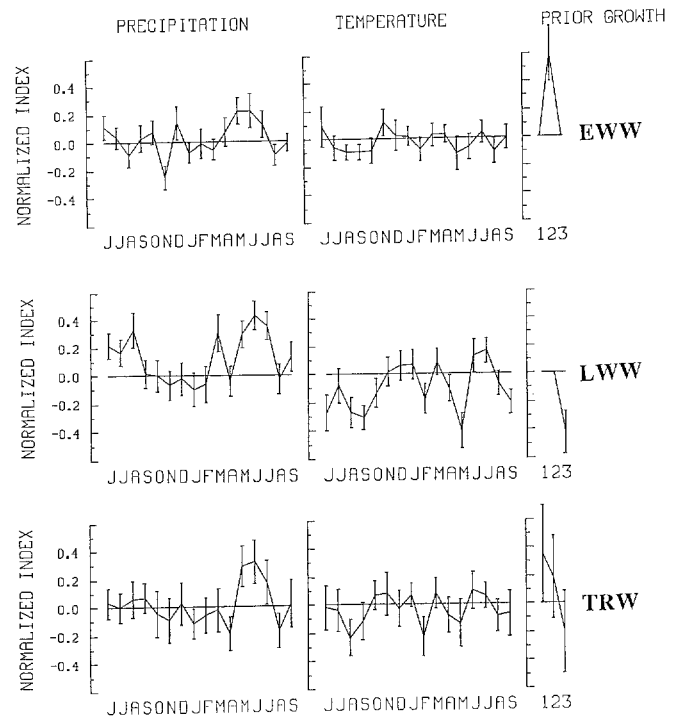 PRECIPITATION TEMPERATURE PRIOR GROWTH
NORMALIZED INDEX
0.4
0.2
0.0
-0.2
-0.4
EWW
JJASONDJFMAMJJAS JJASONDJFMAMJJAS 123
NORMALIZED INDEX
0.4
0.2
0.0
-0.2
-0.4
LWW
JJASONDJFMAMJJAS JJASONDJFMAMJJAS 123
NORMALIZED INDEX
0.4
0.2
0.0
-0.2
-0.4
TRW
JJASONDJFMAMJJAS JJASONDJFMAMJJAS 123